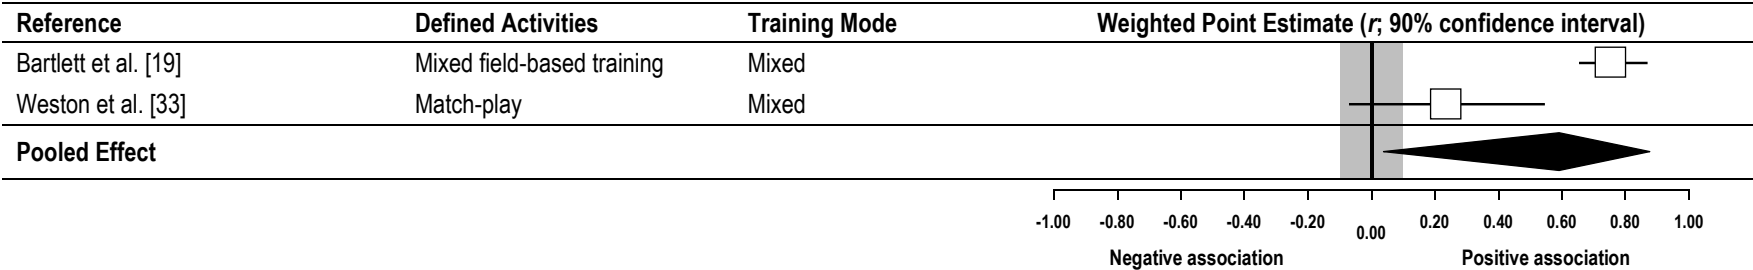 Reference Defined Activities Training Mode Weighted Point Estimate (r; 90% confidence interval)
Bartlett et al. [19] Mixed field-based training Mixed
Weston et al. [33] Match-play Mixed
Pooled Effect
-1.00 -0.80 -0.60 -0.40 -0.20 0.00 0.20 0.40 0.60 0.80 1.00
Negative association Positive association